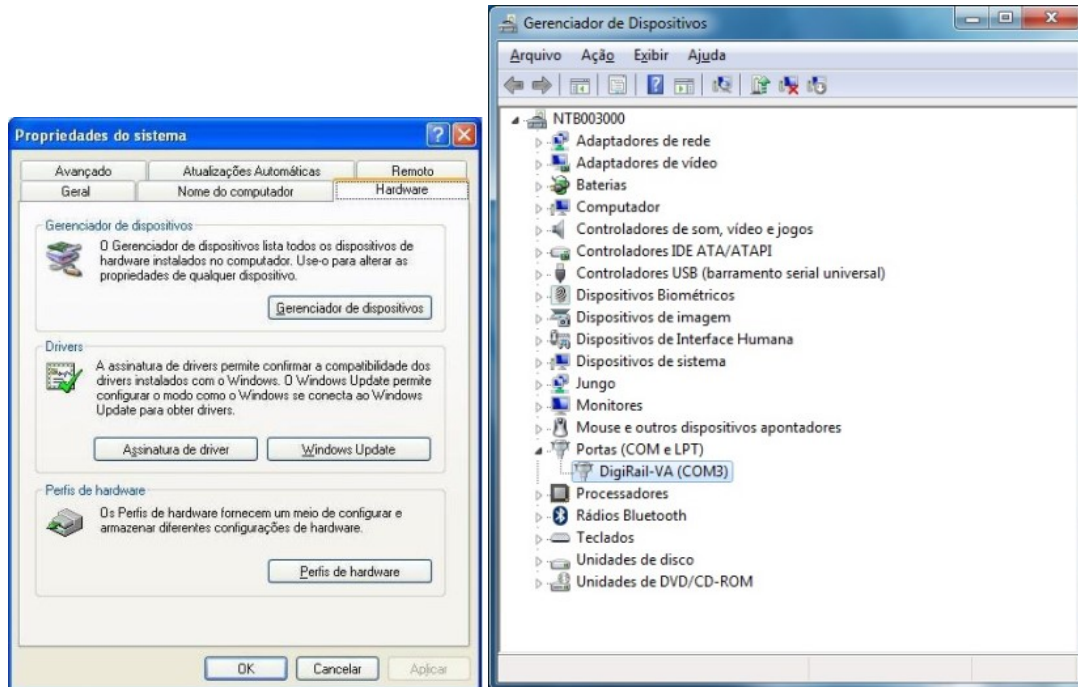 Propriedades do sistema
Avançado Atualizações Automáticas Remoto
Geral Nome do computador Hardware
Gerenciador de dispositivos
O Gerenciador de dispositivos lista todos os dispositivos de
hardware instalados no computador. Use-o para alterar as
propriedades de qualquer dispositivo.
Gerenciador de dispositivos
Drivers
A assinatura de drivers permite confirmar a compatibilidade dos
drivers instalados com o Windows. O Windows Update permite
configurar o modo como o Windows se conecta ao Windows
Update para obter drivers.
Assinatura de driver Windows Update
Perfis de hardware
Os Perfis de hardware fornecem um meio de configurar e
armazenar diferentes configurações de hardware.
Perfis de hardware
OK Cancelar Aplicar
Gerenciador de Dispositivos
Arquivo Ação Exibir Ajuda
NTB003000
Adaptadores de rede
Adaptadores de vídeo
Baterias
Computador
Controladores de som, vídeo e jogos
Controladores IDE ATA/ATAPI
Controladores USB (barramento serial universal)
Dispositivos Biométricos
Dispositivos de imagem
Dispositivos de Interface Humana
Dispositivos de sistema
Jungo
Monitores
Mouse e outros dispositivos apontadores
Portas (COM e LPT)
DigiRail-VA (COM3)
Processadores
Rádios Bluetooth
Teclados
Unidades de disco
Unidades de DVD/CD-ROM